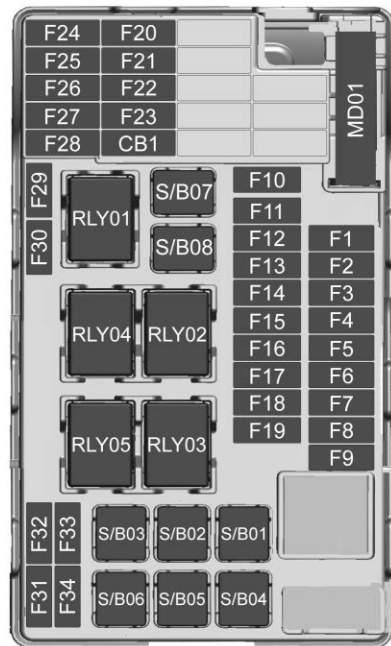 F24 F20
F25 F21
F26 F22
F27 F23
F28 CB1
MD01
F29
F30
RLY01
S/B07
S/B08
F10
F11
F12 F1
F13 F2
F14 F3
F15 F4
F16 F5
F17 F6
F18 F7
F19 F8
F9
RLY04 RLY02
RLY05 RLY03
F32 F33
F31 F34
S/B03 S/B02 S/B01
S/B06 S/B05 S/B04